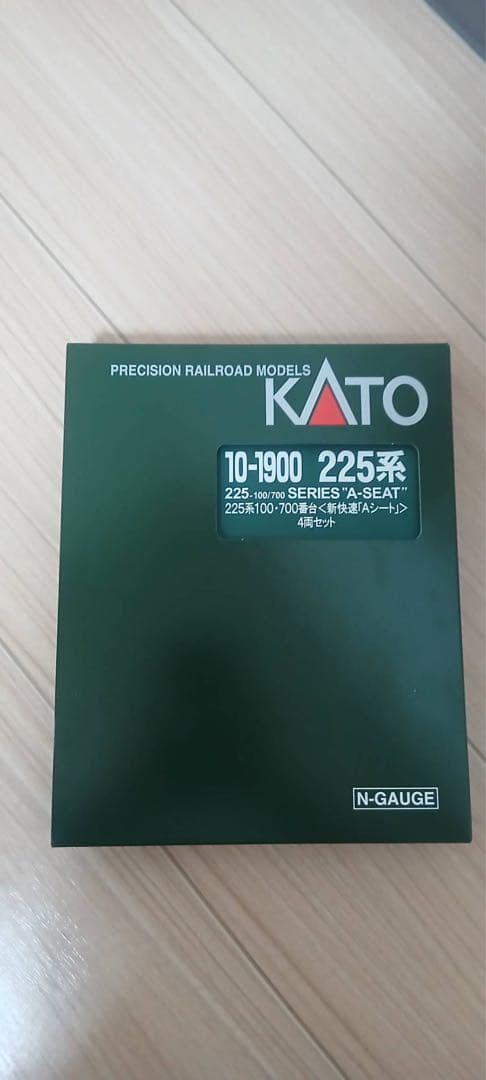 PRECISION RAILROAD MODELS
KATO
10-1900 225系
225-100/700 SERIES "A-SEAT"
225系100・700番台<新快速「Aシート」>
4両セット
N-GAUGE